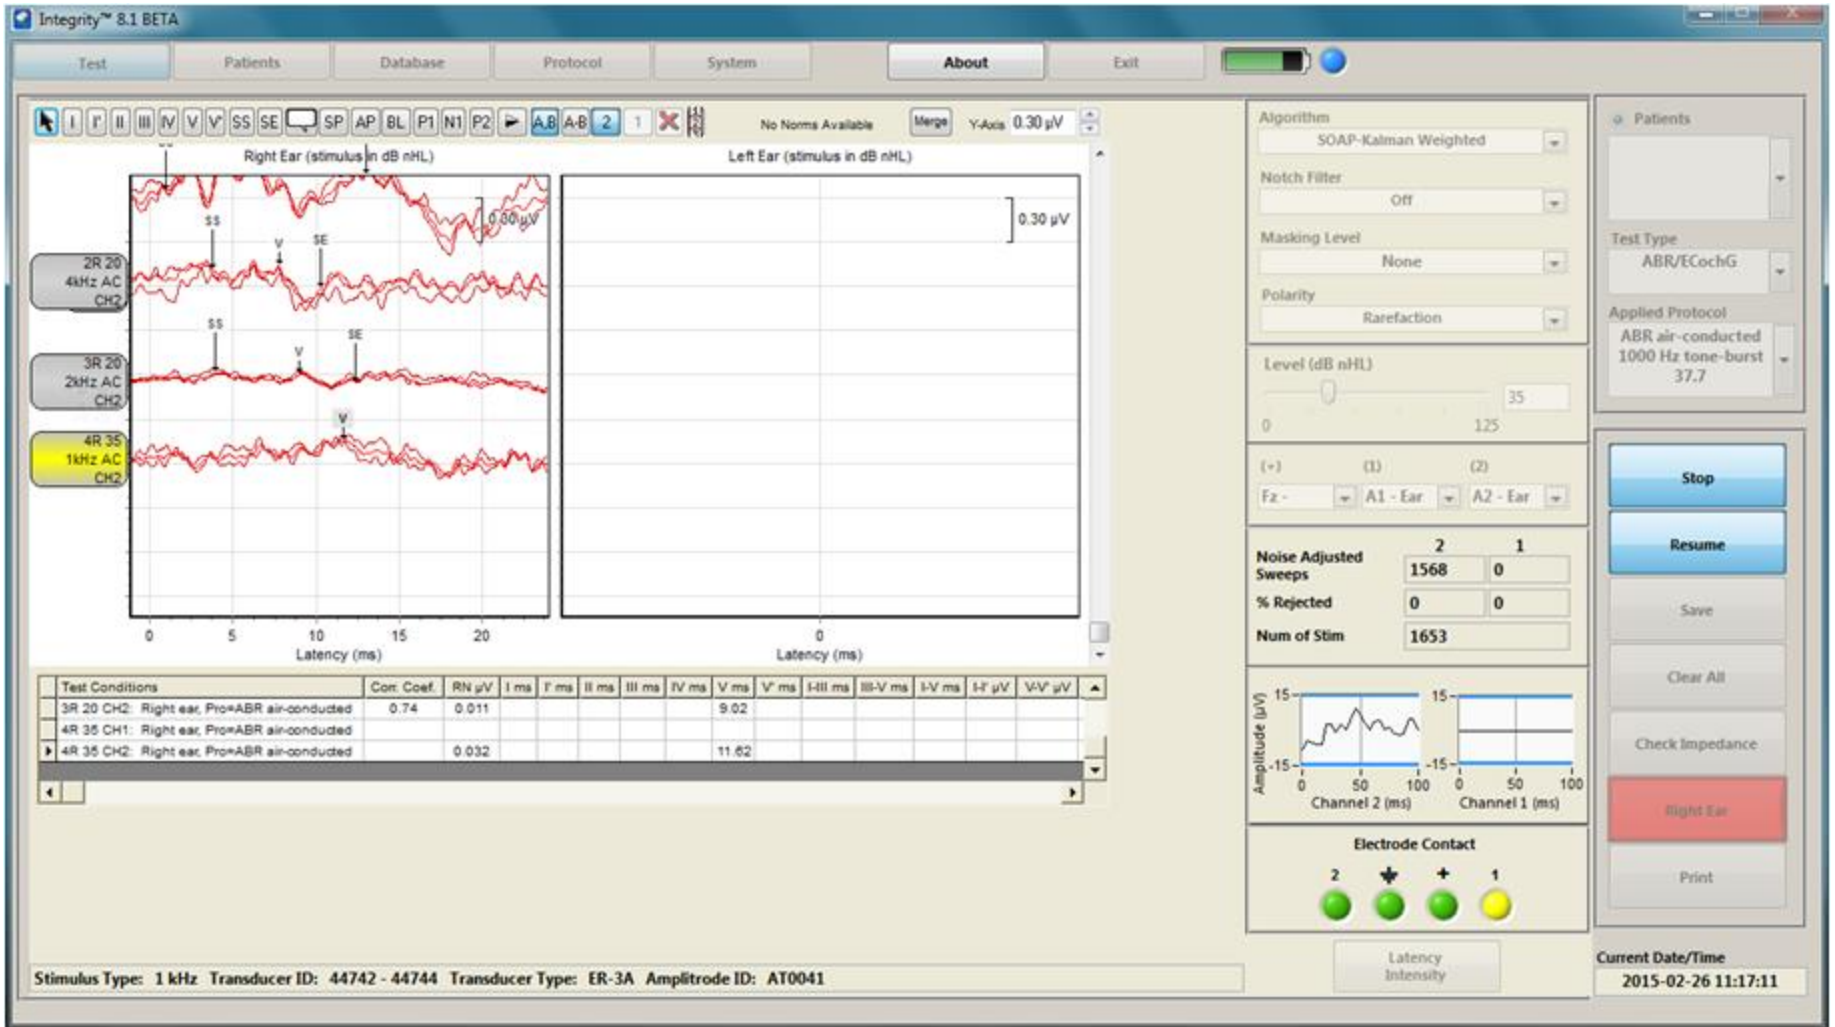 Integrity™ 8.1 BETA
Test Patients Database Protocol System About Exit
I I' II III IV V V' SS SE SP AP BL P1 N1 P2 A,B A-B 2 1 No Norms Available Merge Y-Axis 0.30 µV
Right Ear (stimulus in dB nHL)
0.30 µV
SS
V
SE
2R 20
4kHz AC
CH2
SS
V
SE
3R 20
2kHz AC
CH2
V
4R 35
1kHz AC
CH2
0 5 10 15 20
Latency (ms)
Left Ear (stimulus in dB nHL)
0.30 µV
0
Latency (ms)
Test Conditions Corr. Coef. RN µV I ms I' ms II ms III ms IV ms V ms V' ms I-III ms III-V ms I-V ms I-I' µV V-V' µV
3R 20 CH2: Right ear, Pro=ABR air-conducted 0.74 0.011 9.02
4R 35 CH1: Right ear, Pro=ABR air-conducted
4R 35 CH2: Right ear, Pro=ABR air-conducted 0.032 11.62
Algorithm
SOAP-Kalman Weighted
Notch Filter
Off
Masking Level
None
Polarity
Rarefaction
Level (dB nHL)
35
0 125
(+) (1) (2)
Fz - A1 - Ear A2 - Ear
2 1
Noise Adjusted
Sweeps 1568 0
% Rejected 0 0
Num of Stim 1653
Amplitude (µV)
15 15
-15 -15
0 50 100 0 50 100
Channel 2 (ms) Channel 1 (ms)
Electrode Contact
2 + 1
Latency
Intensity
Patients
Test Type
ABR/ECochG
Applied Protocol
ABR air-conducted
1000 Hz tone-burst
37.7
Stop
Resume
Save
Clear All
Check Impedance
Right Ear
Print
Current Date/Time
2015-02-26 11:17:11
Stimulus Type: 1 kHz Transducer ID: 44742 - 44744 Transducer Type: ER-3A Amplitrode ID: AT0041